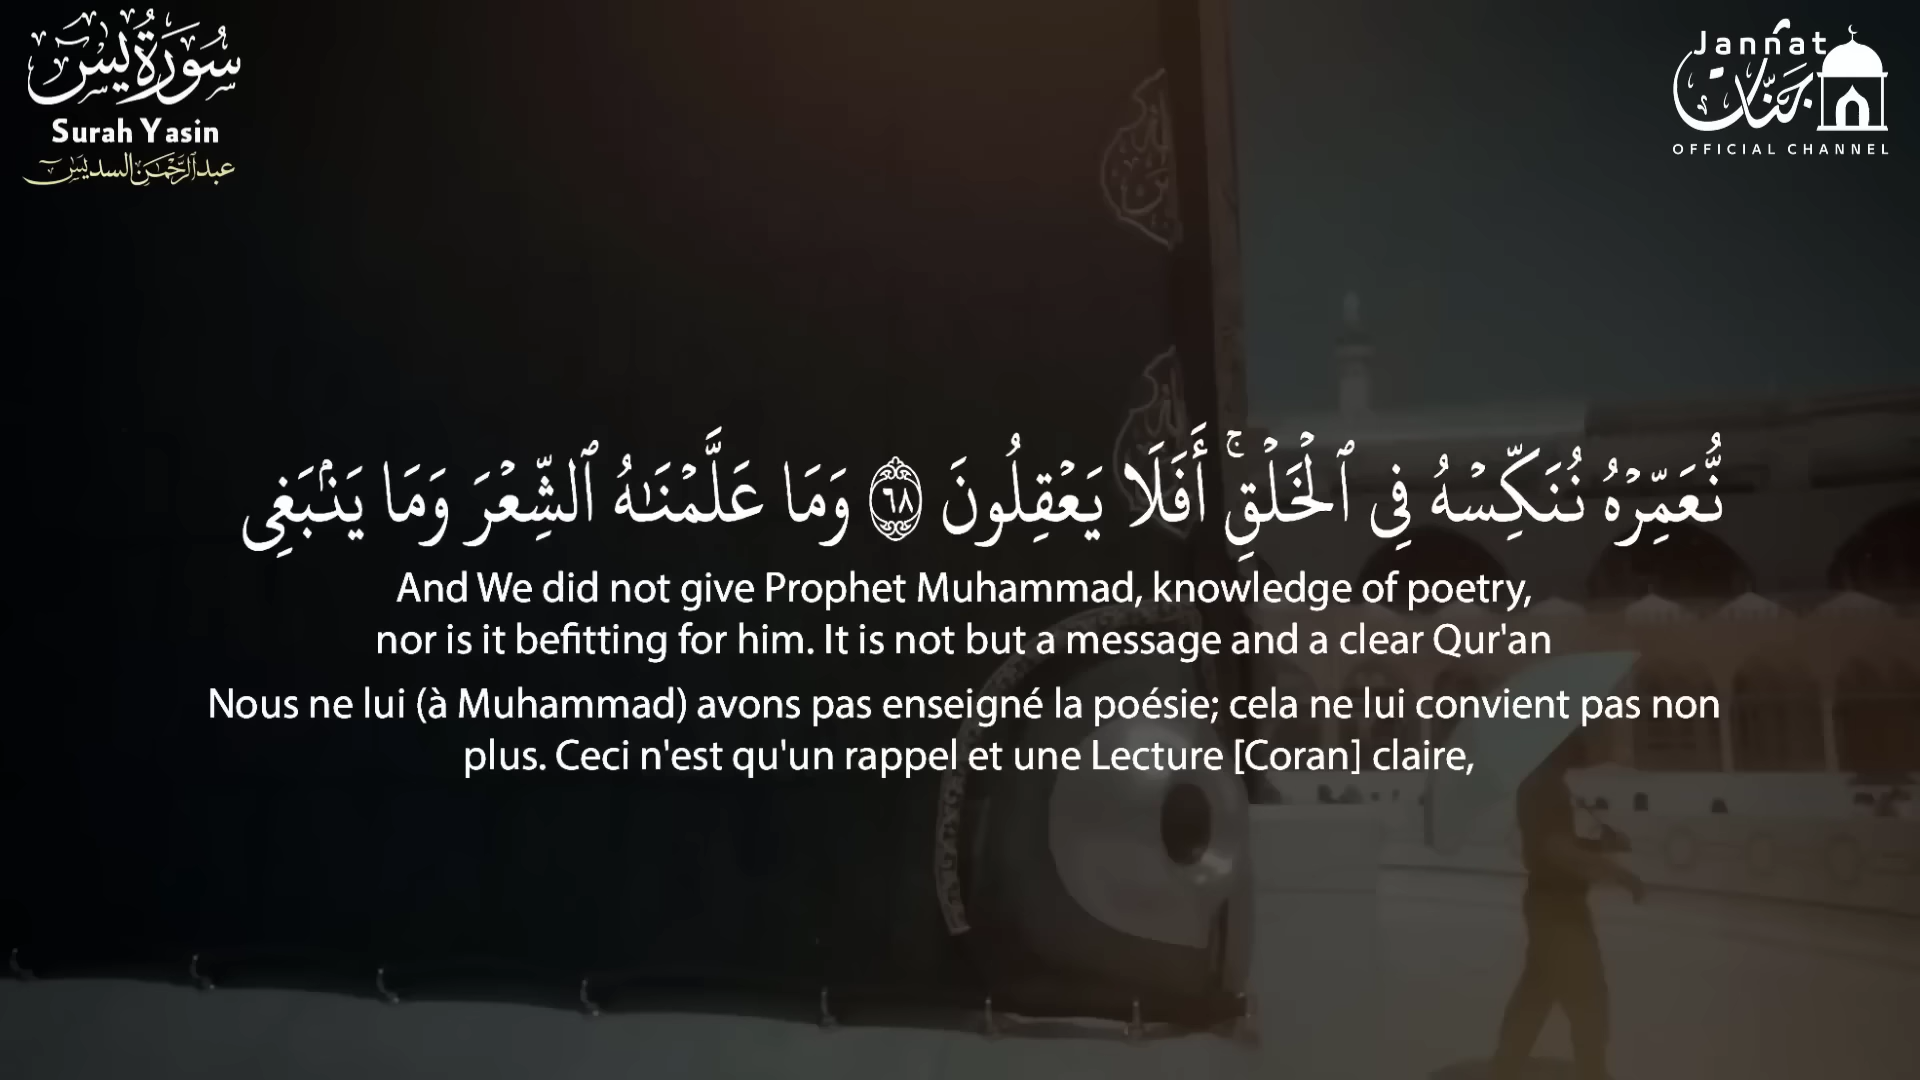 سُورَةُ يسٓ
Surah Yasin
عبد الرَّحْمَٰن السديس
Jannat
جَنَّات
OFFICIAL CHANNEL
نُّعَمِّرْهُ نُنَكِّسْهُ فِى ٱلْخَلْقِ ۚ أَفَلَا يَعْقِلُونَ ٦٨ وَمَا عَلَّمْنَـٰهُ ٱلشِّعْرَ وَمَا يَنۢبَغِى
And We did not give Prophet Muhammad, knowledge of poetry,
nor is it befitting for him. It is not but a message and a clear Qur'an
Nous ne lui (à Muhammad) avons pas enseigné la poésie; cela ne lui convient pas non
plus. Ceci n'est qu'un rappel et une Lecture [Coran] claire,